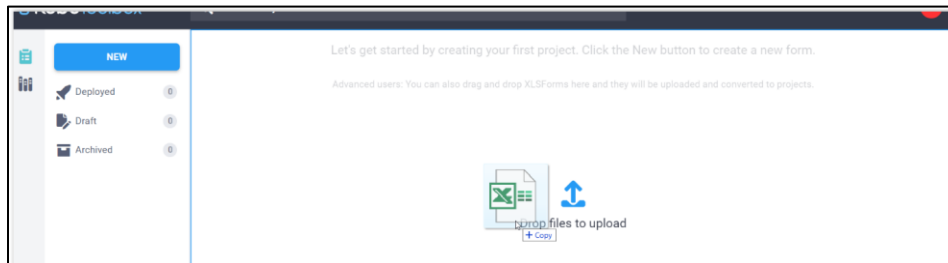 NEW
Deployed 0
Draft 0
Archived 0
Let's get started by creating your first project. Click the New button to create a new form.
Advanced users: You can also drag and drop XLSForms here and they will be uploaded and converted to projects.
Drop files to upload
+ Copy